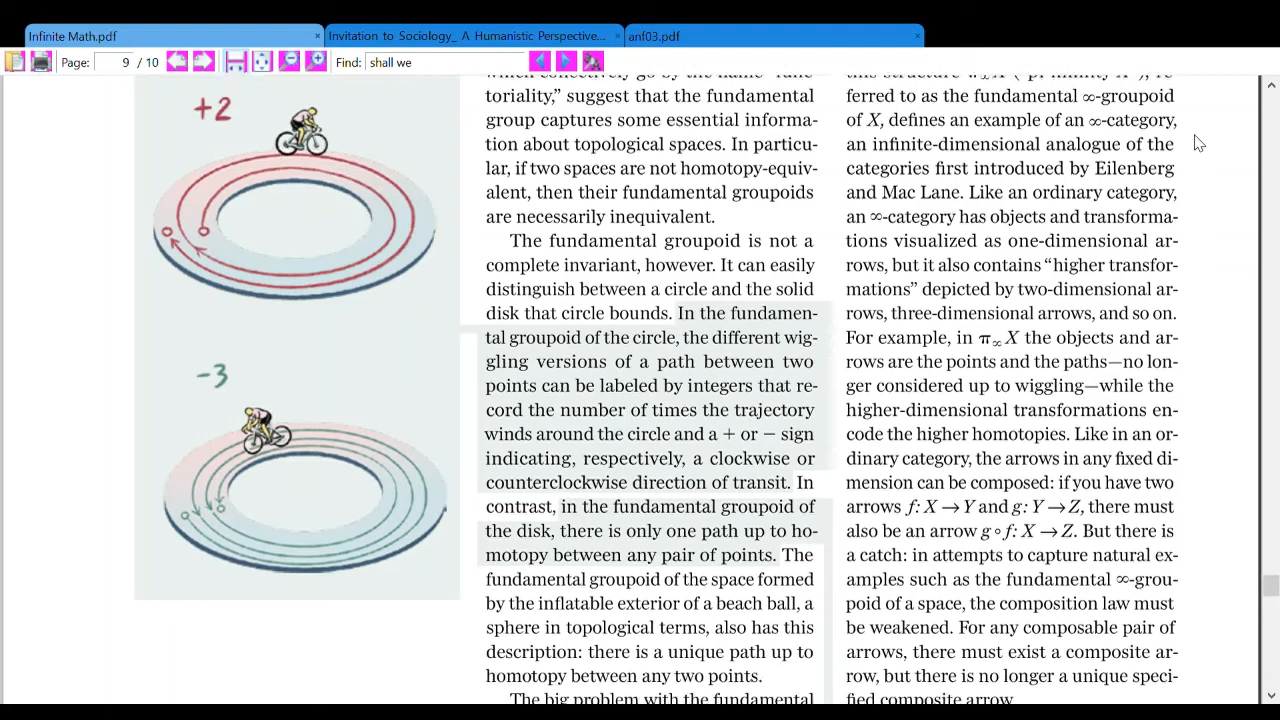 Infinite Math.pdf
Invitation to Sociology_ A Humanistic Perspective...
anf03.pdf
Page: 9 / 10
Find: shall we
+2
-3
which collectively go by the name
toriality,” suggest that the fundamental
group captures some essential informa-
tion about topological spaces. In particu-
lar, if two spaces are not homotopy-equiv-
alent, then their fundamental groupoids
are necessarily inequivalent.
The fundamental groupoid is not a
complete invariant, however. It can easily
distinguish between a circle and the solid
disk that circle bounds. In the fundamen-
tal groupoid of the circle, the different wig-
gling versions of a path between two
points can be labeled by integers that re-
cord the number of times the trajectory
winds around the circle and a + or − sign
indicating, respectively, a clockwise or
counterclockwise direction of transit. In
contrast, in the fundamental groupoid of
the disk, there is only one path up to ho-
motopy between any pair of points. The
fundamental groupoid of the space formed
by the inflatable exterior of a beach ball, a
sphere in topological terms, also has this
description: there is a unique path up to
homotopy between any two points.
The big problem with the fundamental
this structure
ferred to as the fundamental ∞-groupoid
of X, defines an example of an ∞-category,
an infinite-dimensional analogue of the
categories first introduced by Eilenberg
and Mac Lane. Like an ordinary category,
an ∞-category has objects and transforma-
tions visualized as one-dimensional ar-
rows, but it also contains “higher transfor-
mations” depicted by two-dimensional ar-
rows, three-dimensional arrows, and so on.
For example, in π∞X the objects and ar-
rows are the points and the paths—no lon-
ger considered up to wiggling—while the
higher-dimensional transformations en-
code the higher homotopies. Like in an or-
dinary category, the arrows in any fixed di-
mension can be composed: if you have two
arrows f: X → Y and g: Y → Z, there must
also be an arrow g ∘ f: X → Z. But there is
a catch: in attempts to capture natural ex-
amples such as the fundamental ∞-grou-
poid of a space, the composition law must
be weakened. For any composable pair of
arrows, there must exist a composite ar-
row, but there is no longer a unique speci-
fied composite arrow.